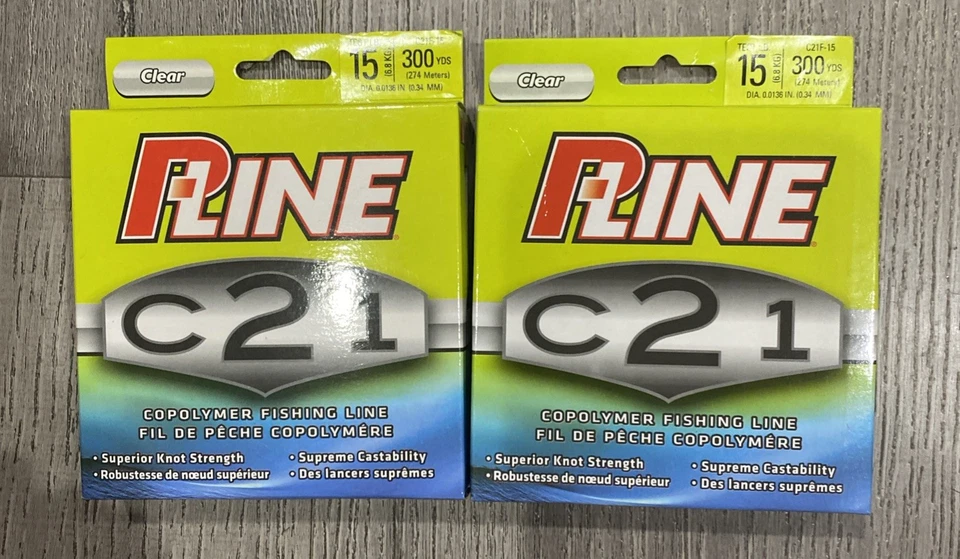 Clear
15
(6.8 KG)
300 YDS
(274 Meters)
DIA. 0.0136 IN. (0.34 MM)
P-LINE
C21
COPOLYMER FISHING LINE
FIL DE PÊCHE COPOLYMÉRE
• Superior Knot Strength
• Robustesse de nœud supérieur
• Supreme Castability
• Des lancers suprêmes
Clear
C21F-15
15
(6.8 KG)
300 YDS
(274 Meters)
DIA. 0.0136 IN. (0.34 MM)
P-LINE
C21
COPOLYMER FISHING LINE
FIL DE PÊCHE COPOLYMÉRE
• Superior Knot Strength
• Robustesse de nœud supérieur
• Supreme Castability
• Des lancers suprêmes